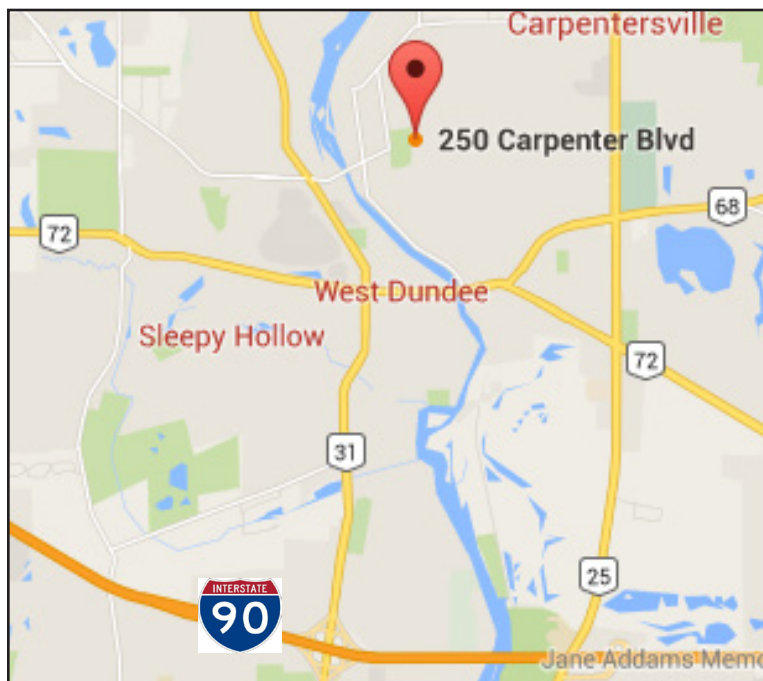 Carpentersville
250 Carpenter Blvd
68
72
West Dundee
Sleepy Hollow
72
31
25
INTERSTATE
90
Jane Addams Memo